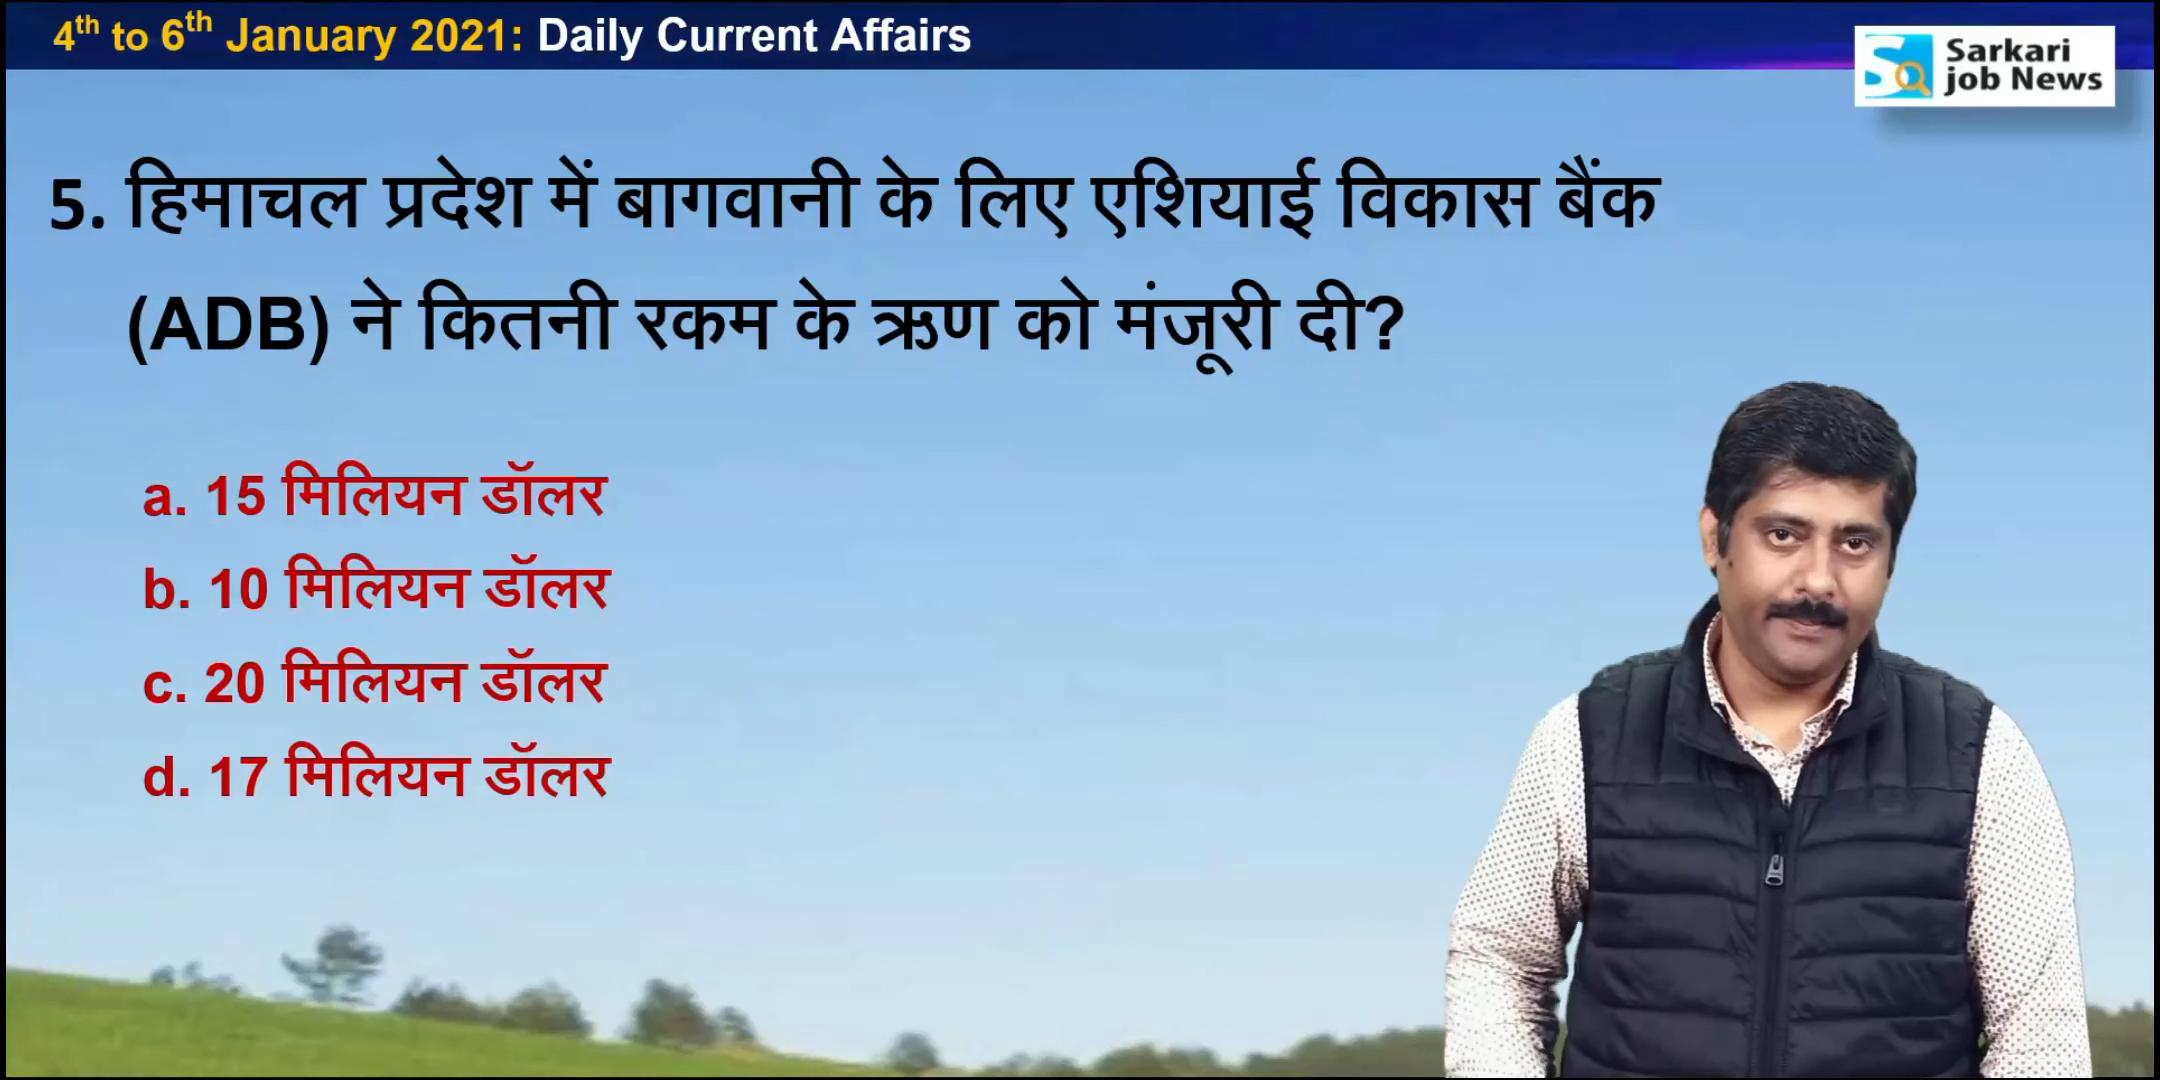 4th to 6th January 2021: Daily Current Affairs
Sarkari
job News
5. हिमाचल प्रदेश में बागवानी के लिए एशियाई विकास बैंक
(ADB) ने कितनी रकम के ऋण को मंजूरी दी?
a. 15 मिलियन डॉलर
b. 10 मिलियन डॉलर
c. 20 मिलियन डॉलर
d. 17 मिलियन डॉलर